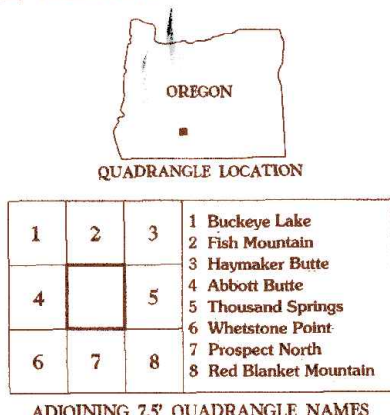 OREGON
QUADRANGLE LOCATION
1 2 3
4 5
6 7 8
1 Buckeye Lake
2 Fish Mountain
3 Haymaker Butte
4 Abbott Butte
5 Thousand Springs
6 Whetstone Point
7 Prospect North
8 Red Blanket Mountain
ADJOINING 7.5' QUADRANGLE NAMES